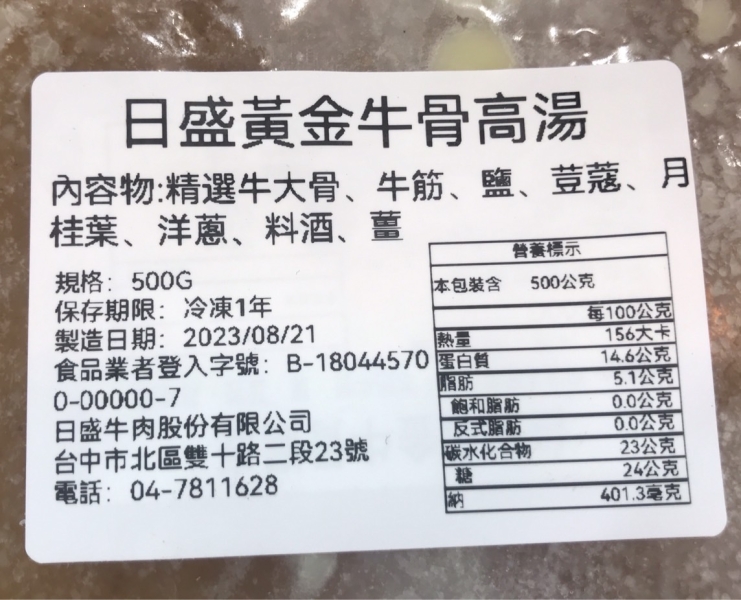 日盛黃金牛骨高湯
內容物:精選牛大骨、牛筋、鹽、荳蔻、月
桂葉、洋蔥、料酒、薑
規格：500G
保存期限：冷凍1年
製造日期：2023/08/21
食品業者登入字號：B-18044570
0-00000-7
日盛牛肉股份有限公司
台中市北區雙十路二段23號
電話：04-7811628
營養標示
本包裝含 500公克
每100公克
熱量 156大卡
蛋白質 14.6公克
脂肪 5.1公克
飽和脂肪 0.0公克
反式脂肪 0.0公克
碳水化合物 23公克
糖 24公克
鈉 401.3毫克